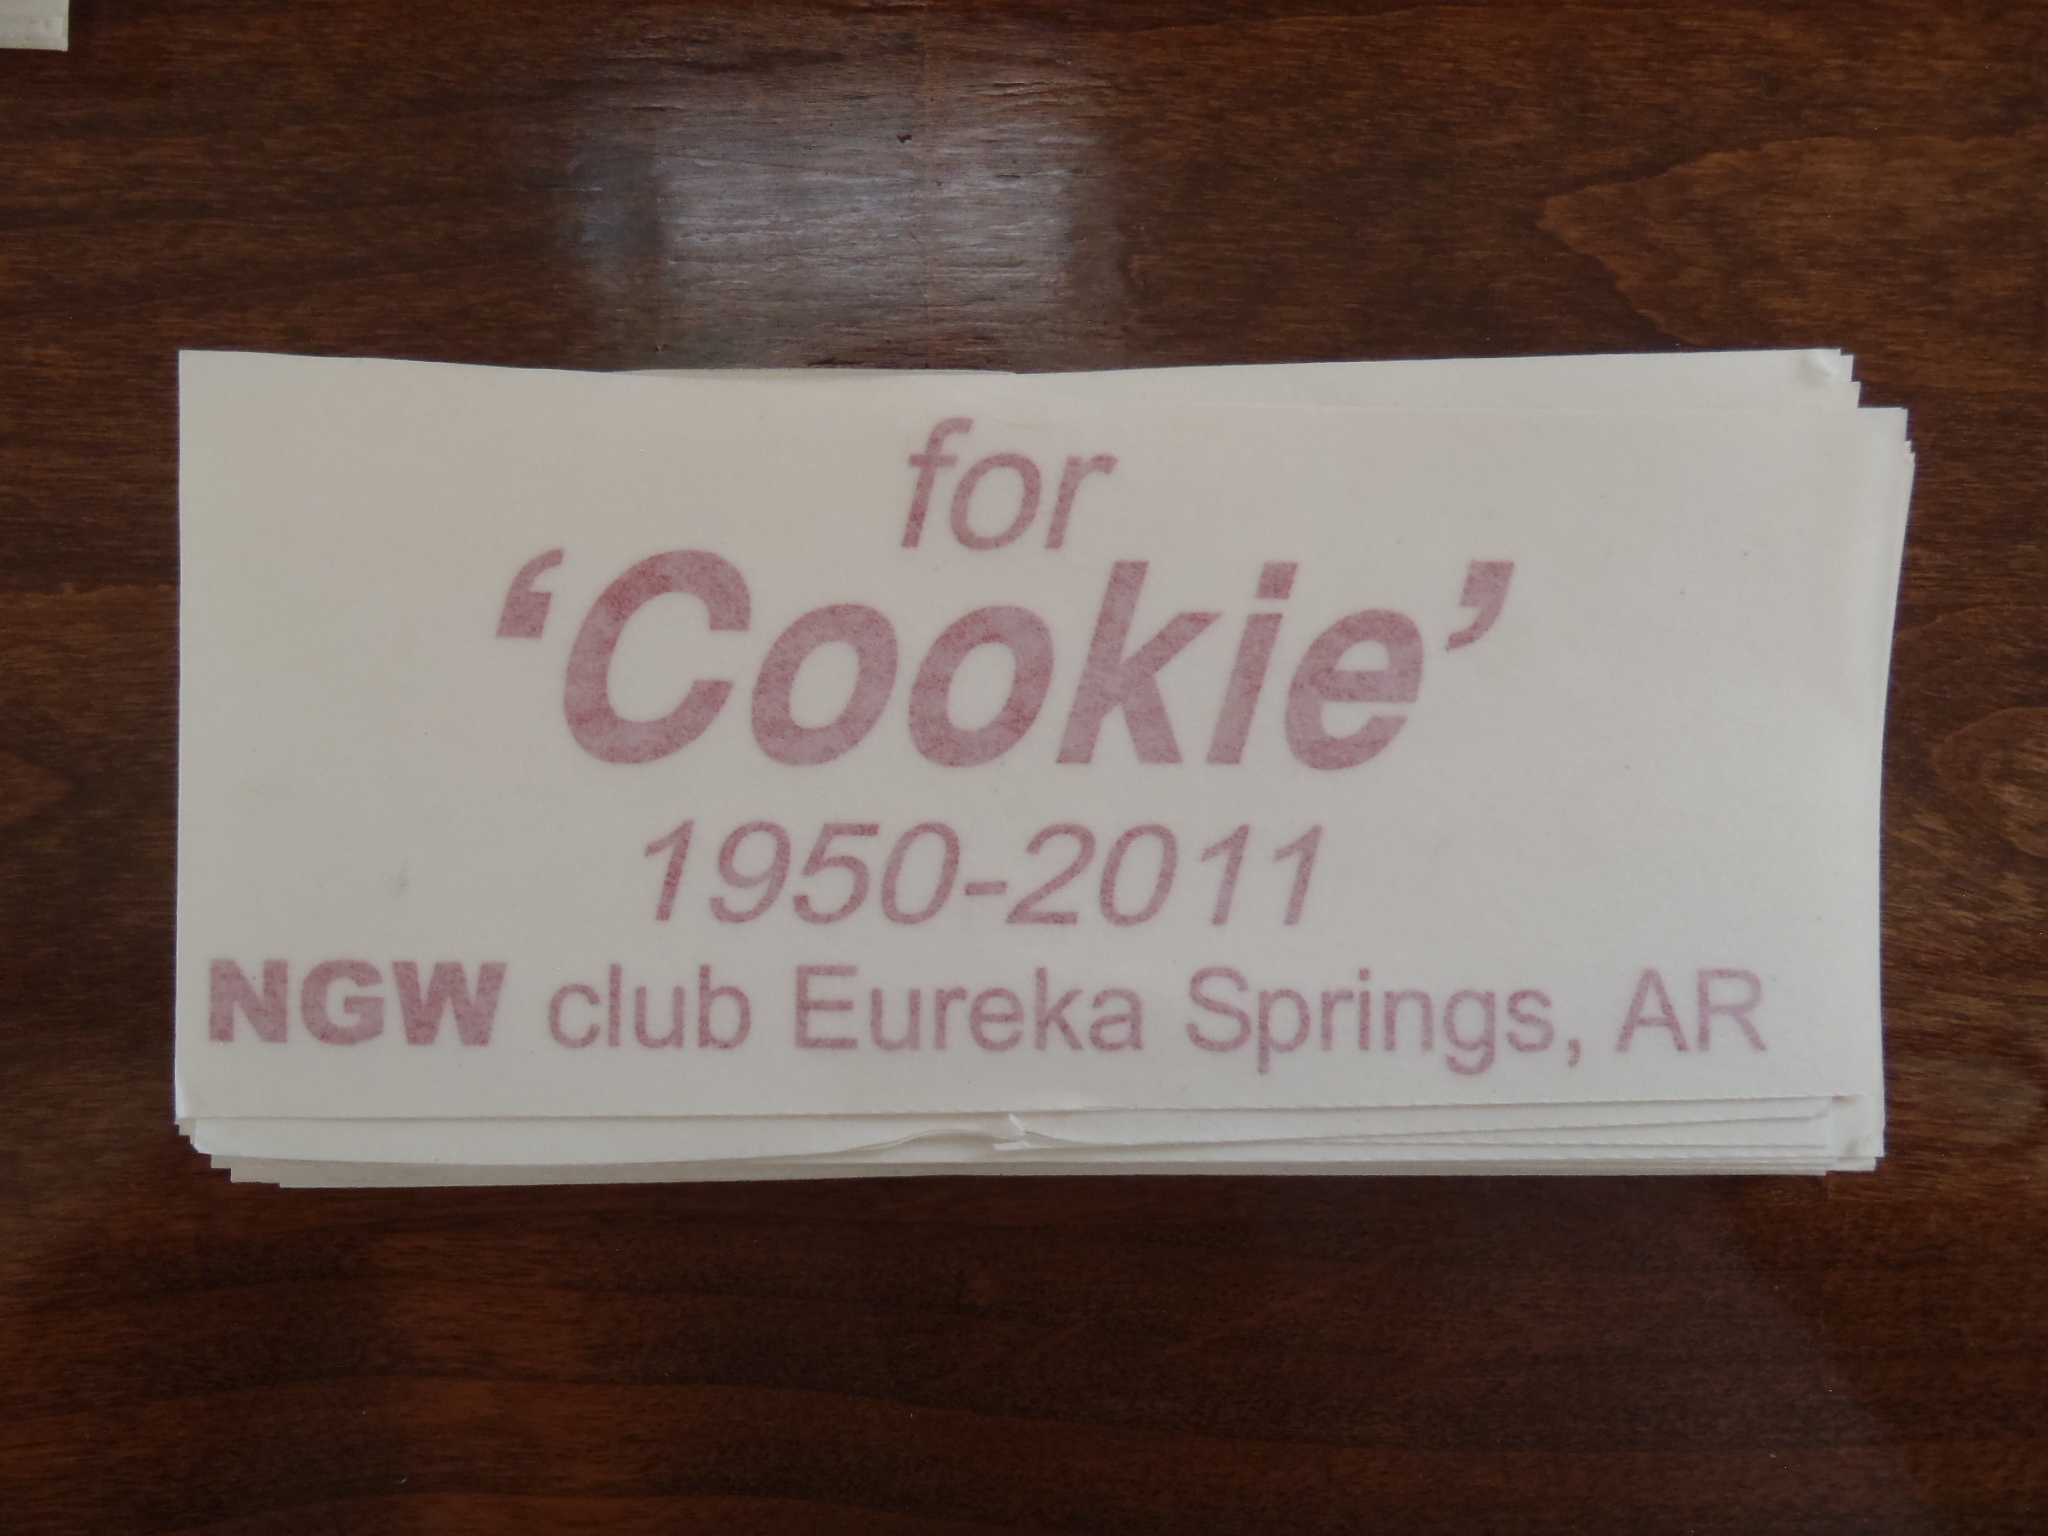 for
‘Cookie’
1950-2011
NGW club Eureka Springs, AR